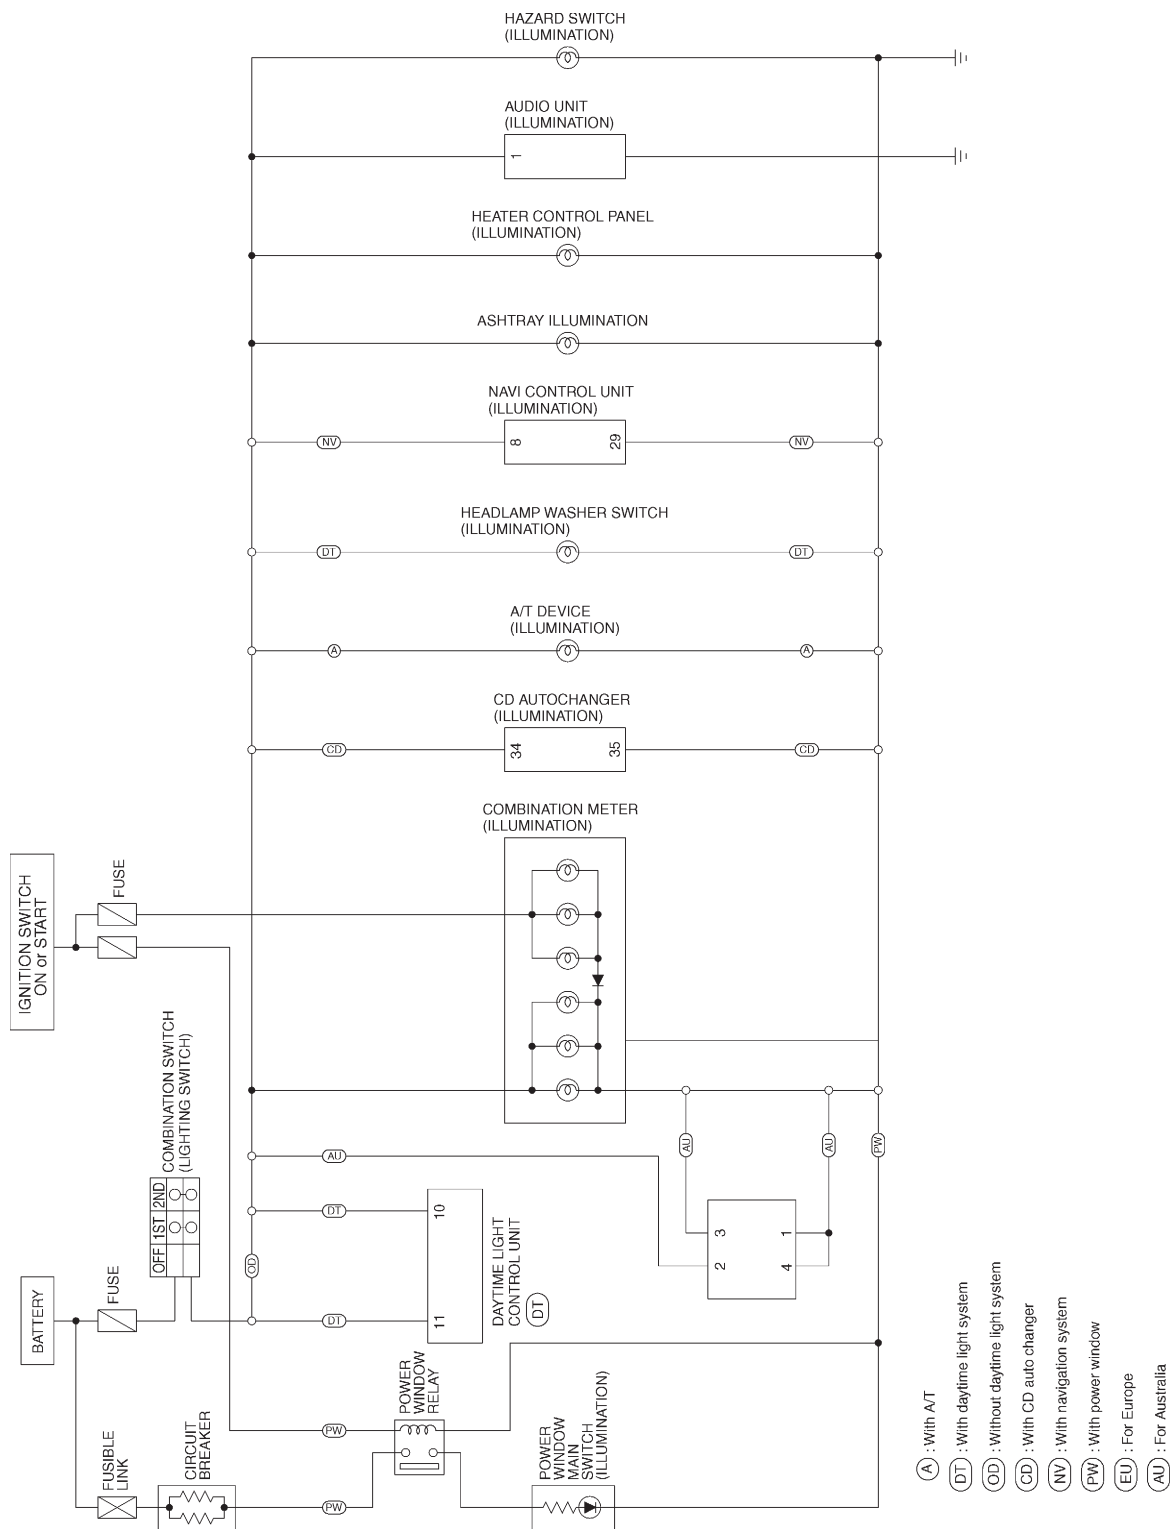 HAZARD SWITCH
(ILLUMINATION)
AUDIO UNIT
(ILLUMINATION)
1
HEATER CONTROL PANEL
(ILLUMINATION)
ASHTRAY ILLUMINATION
NAVI CONTROL UNIT
(ILLUMINATION)
NV
8
29
NV
HEADLAMP WASHER SWITCH
(ILLUMINATION)
DT
DT
A/T DEVICE
(ILLUMINATION)
A
A
CD AUTOCHANGER
(ILLUMINATION)
CD
34
35
CD
COMBINATION METER
(ILLUMINATION)
IGNITION SWITCH
ON or START
FUSE
COMBINATION SWITCH
(LIGHTING SWITCH)
OFF 1ST 2ND
AU
AU
AU
PW
DT
10
3
1
2
4
OD
BATTERY
FUSE
DT
11
DAYTIME LIGHT
CONTROL UNIT
DT
POWER
WINDOW
RELAY
PW
FUSIBLE
LINK
CIRCUIT
BREAKER
PW
POWER
WINDOW
MAIN
SWITCH
(ILLUMINATION)
A : With A/T
DT : With daytime light system
OD : Without daytime light system
CD : With CD auto changer
NV : With navigation system
PW : With power window
EU : For Europe
AU : For Australia